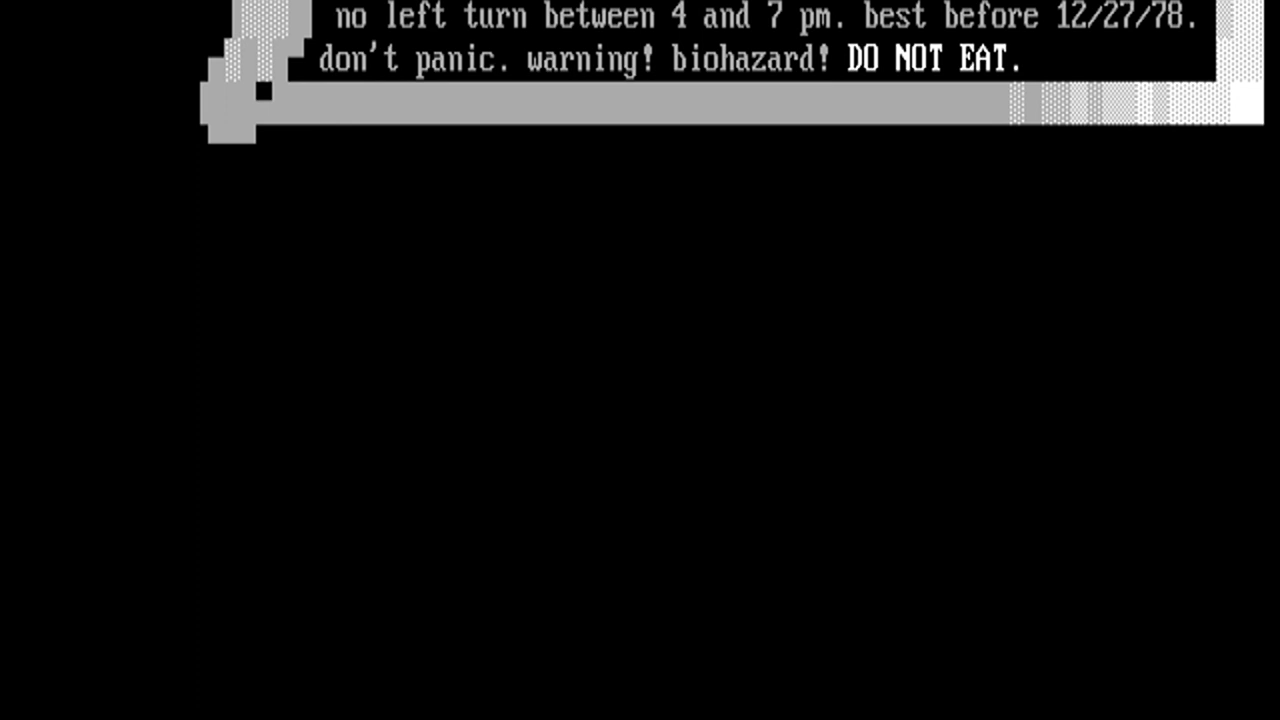 no left turn between 4 and 7 pm. best before 12/27/78.
don't panic. warning! biohazard! DO NOT EAT.